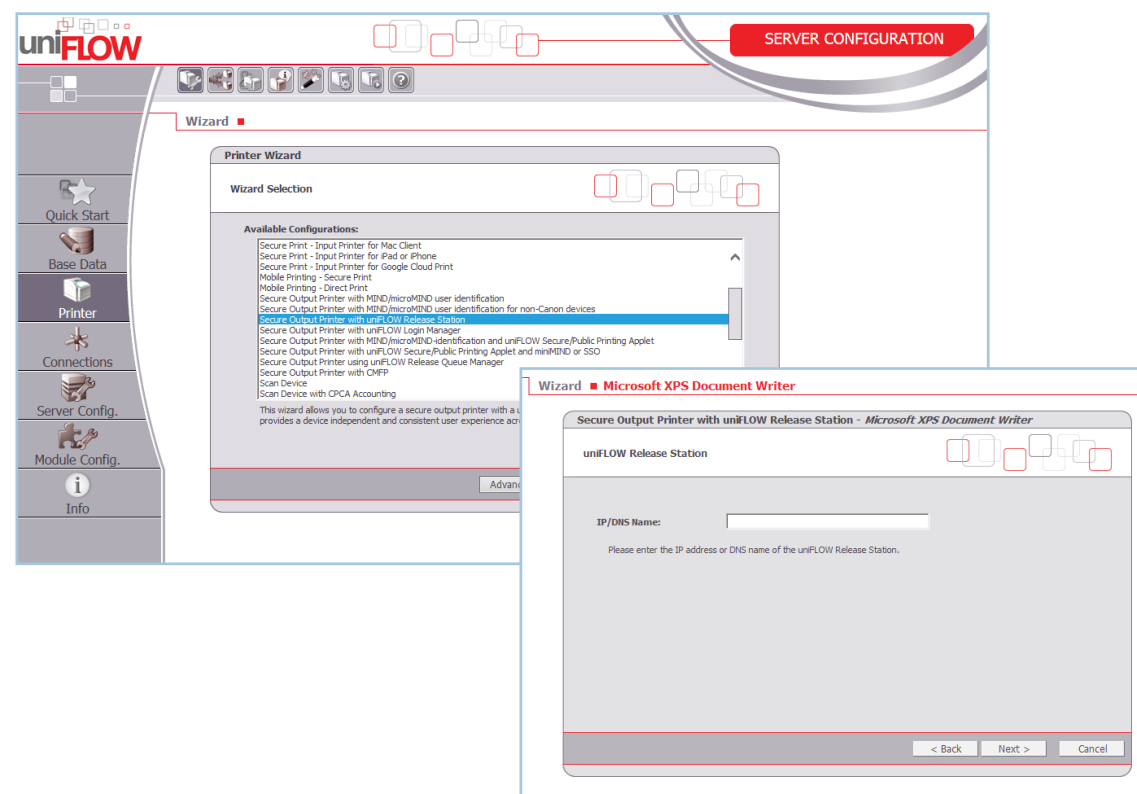 uniFLOW
SERVER CONFIGURATION
Wizard
Printer Wizard
Wizard Selection
Quick Start
Base Data
Printer
Connections
Server Config.
Module Config.
Info
Available Configurations:
Secure Print - Input Printer for Mac Client
Secure Print - Input Printer for iPad or iPhone
Secure Print - Input Printer for Google Cloud Print
Mobile Printing - Secure Print
Mobile Printing - Direct Print
Secure Output Printer with MIND/microMIND user identification
Secure Output Printer with MIND/microMIND user identification for non-Canon devices
Secure Output Printer with uniFLOW Release Station
Secure Output Printer with uniFLOW Login Manager
Secure Output Printer with MIND/microMIND-identification and uniFLOW Secure/Public Printing Applet
Secure Output Printer with uniFLOW Secure/Public Printing Applet and miniMIND or SSO
Secure Output Printer using uniFLOW Release Queue Manager
Secure Output Printer with CMFP
Scan Device
Scan Device with CPCA Accounting
This wizard allows you to configure a secure output printer with a u
provides a device independent and consistent user experience acr
Advan
Wizard Microsoft XPS Document Writer
Secure Output Printer with uniFLOW Release Station - Microsoft XPS Document Writer
uniFLOW Release Station
IP/DNS Name:
Please enter the IP address or DNS name of the uniFLOW Release Station.
< Back Next > Cancel